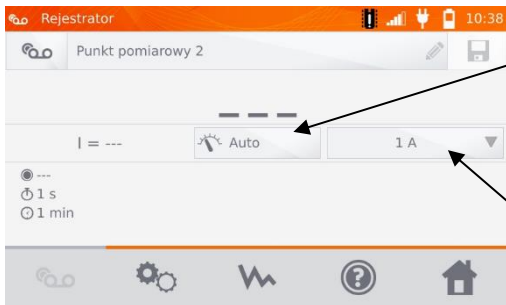 Rejestrator 10:38
Punkt pomiarowy 2
---
I = --- Auto 1 A
---
1 s
1 min